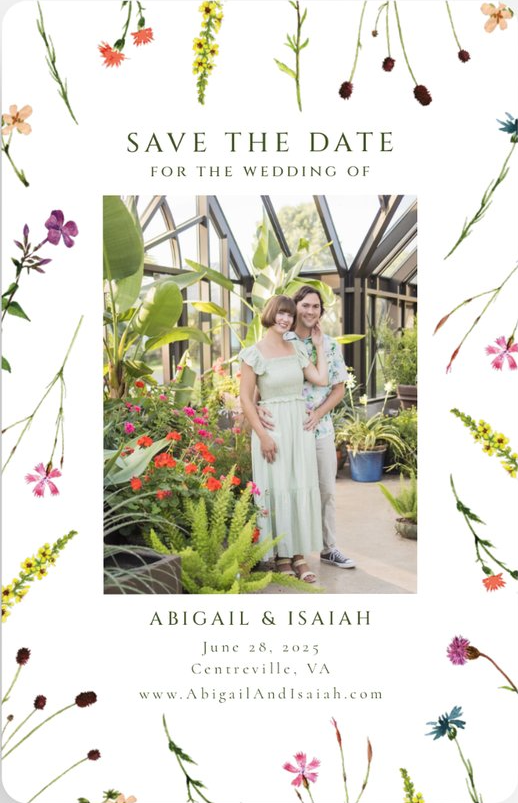 SAVE THE DATE
FOR THE WEDDING OF
ABIGAIL & ISAIAH
June 28, 2025
Centreville, VA
www.AbigailAndIsaiah.com